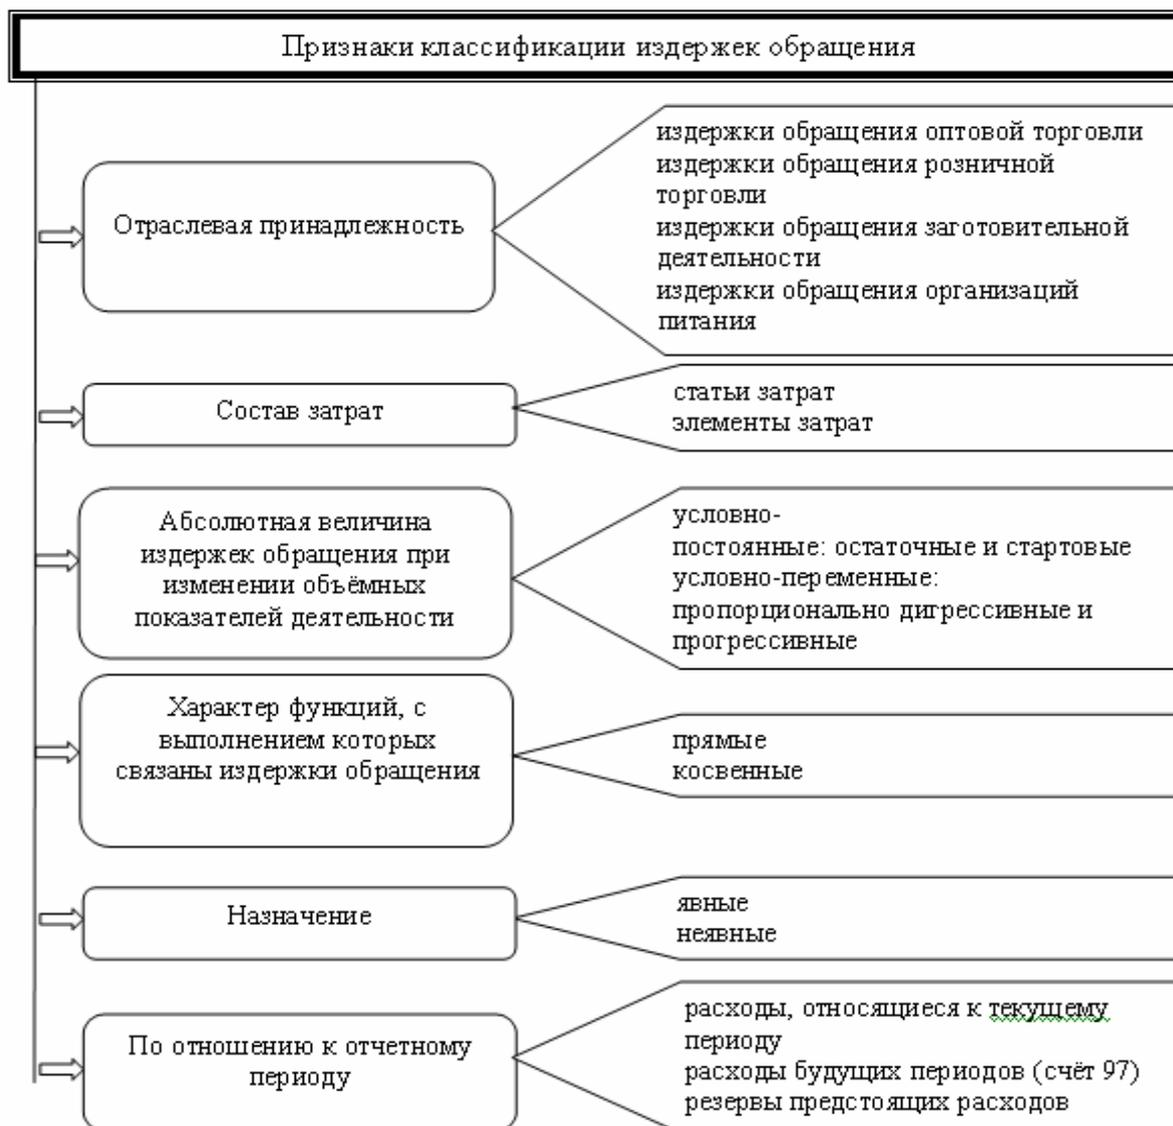 Признаки классификации издержек обращения
Отраслевая принадлежность
издержки обращения оптовой торговли
издержки обращения розничной
торговли
издержки обращения заготовительной
деятельности
издержки обращения организаций
питания
Состав затрат
статьи затрат
элементы затрат
Абсолютная величина
издержек обращения при
изменении объёмных
показателей деятельности
условно-
постоянные: остаточные и стартовые
условно-переменные:
пропорционально дигрессивные и
прогрессивные
Характер функций, с
выполнением которых
связаны издержки обращения
прямые
косвенные
Назначение
явные
неявные
По отношению к отчетному
периоду
расходы, относящиеся к текущему
периоду
расходы будущих периодов (счёт 97)
резервы предстоящих расходов